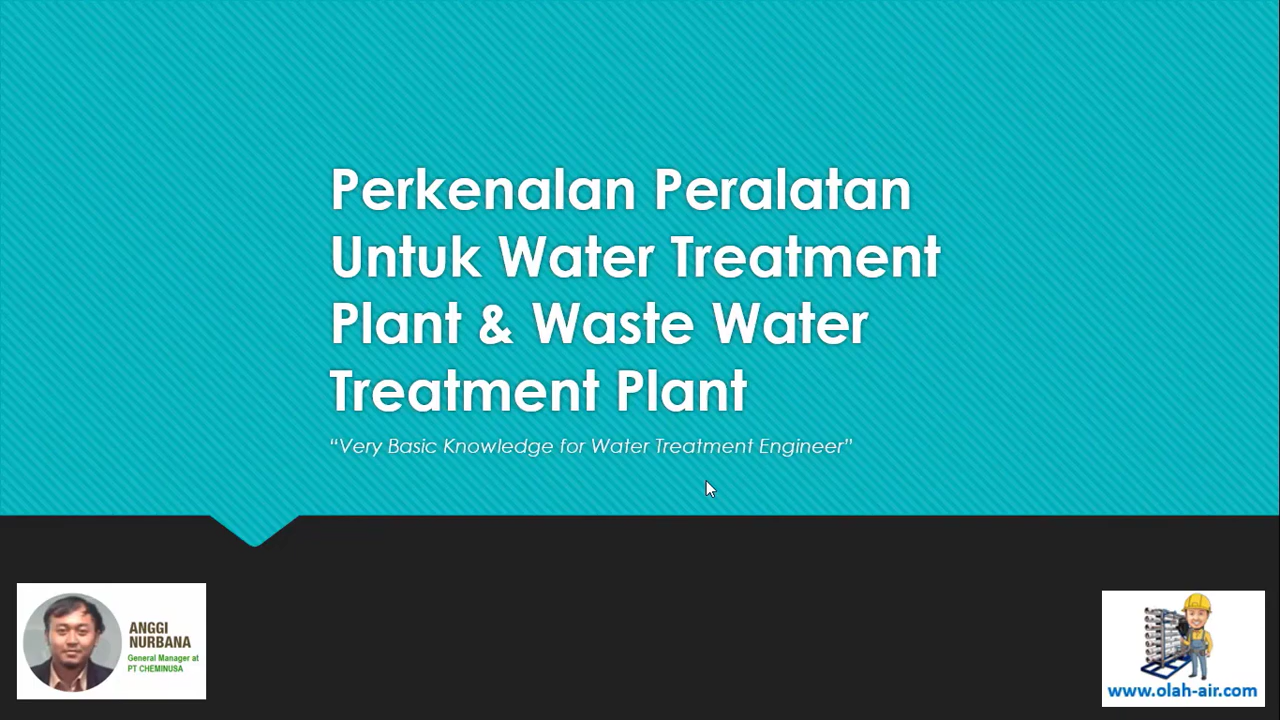 Perkenalan Peralatan
Untuk Water Treatment
Plant & Waste Water
Treatment Plant
“Very Basic Knowledge for Water Treatment Engineer”
ANGGI
NURBANA
General Manager at
PT CHEMINUSA
www.olah-air.com